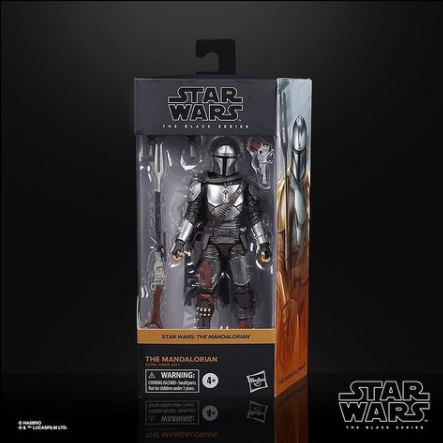 STAR
WARS
THE BLACK SERIES
STAR WARS: THE MANDALORIAN
THE MANDALORIAN
WARNING:
CHOKING HAZARD–Small parts.
Not for children under 3 years.
4+
Hasbro
© HASBRO
© & ™ LUCASFILM LTD.
STAR
WARS
THE BLACK SERIES